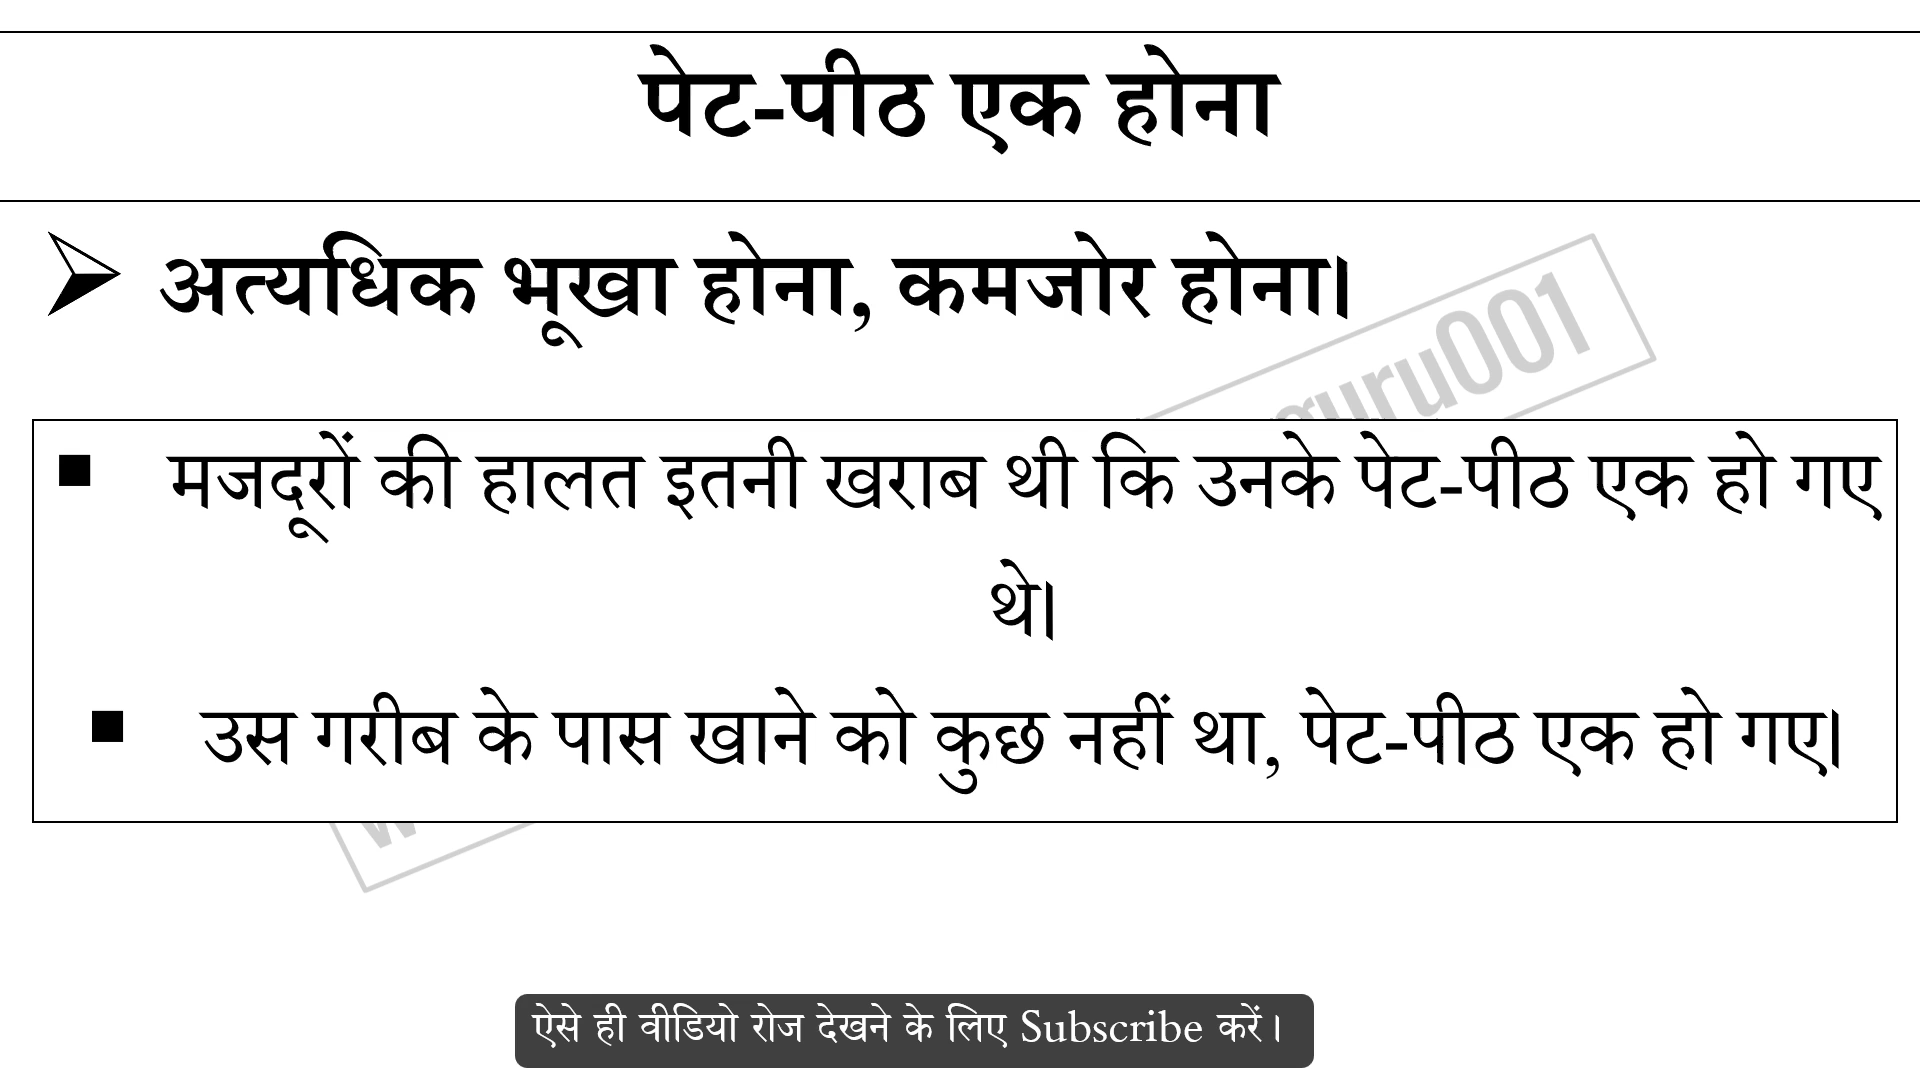 पेट-पीठ एक होना
अत्यधिक भूखा होना, कमजोर होना।
guru001
मजदूरों की हालत इतनी खराब थी कि उनके पेट-पीठ एक हो गए
थे।
उस गरीब के पास खाने को कुछ नहीं था, पेट-पीठ एक हो गए।
ऐसे ही वीडियो रोज देखने के लिए Subscribe करें।